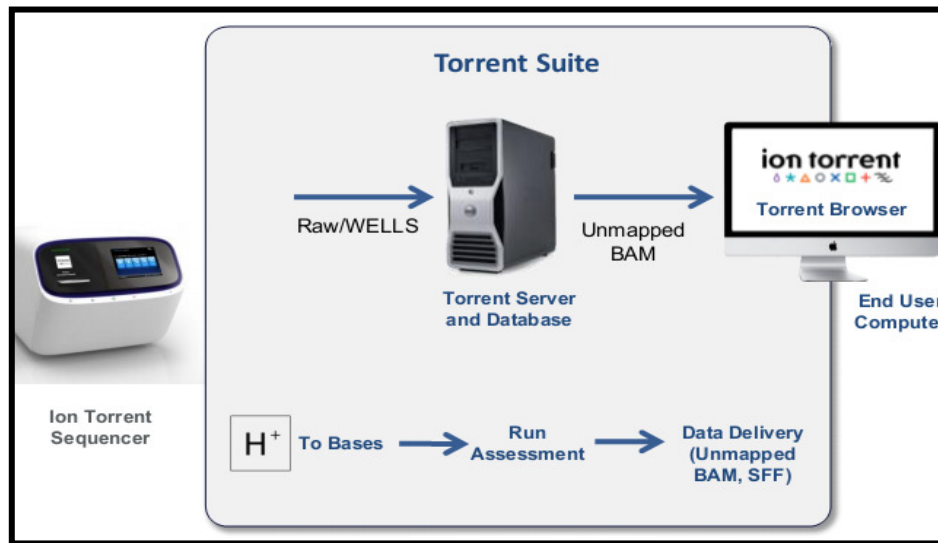 Torrent Suite
ion torrent
Torrent Browser
Raw/WELLS
Unmapped
BAM
Torrent Server
and Database
End User
Compute
Ion Torrent
Sequencer
H+
To Bases
Run
Assessment
Data Delivery
(Unmapped
BAM, SFF)